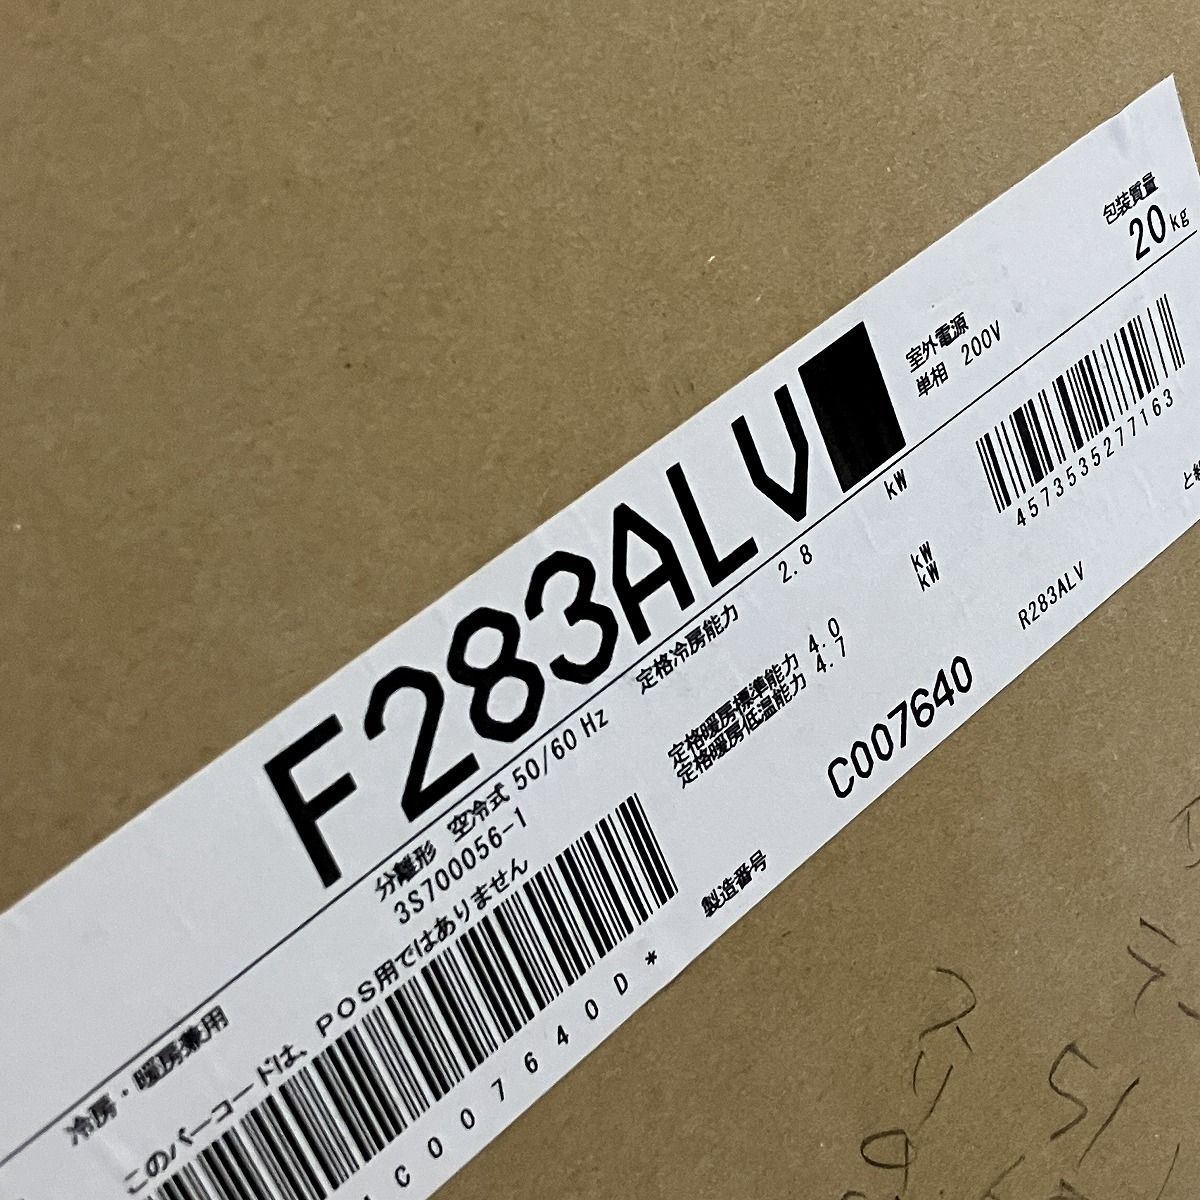 包装質量
20kg
F283ALV
室外電源
単相 200V
冷房・暖房兼用
分離形 空冷式 50/60 Hz
3S700056-1
定格冷房能力 2.8 kW
定格暖房標準能力 4.0 kW
定格暖房低温能力 4.7 kW
4573535277163
R283ALV
このバーコードは、POS用ではありません
製造番号 C007640
C007640D*